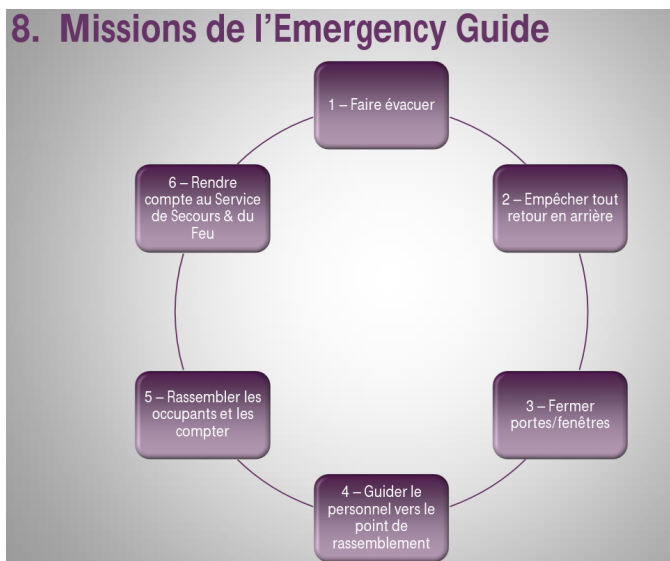 8. Missions de l'Emergency Guide
1 – Faire évacuer
2 – Empêcher tout
retour en arrière
3 – Fermer
portes/fenêtres
4 – Guider le
personnel vers le
point de
rassemblement
5 – Rassembler les
occupants et les
compter
6 – Rendre
compte au Service
de Secours & du
Feu